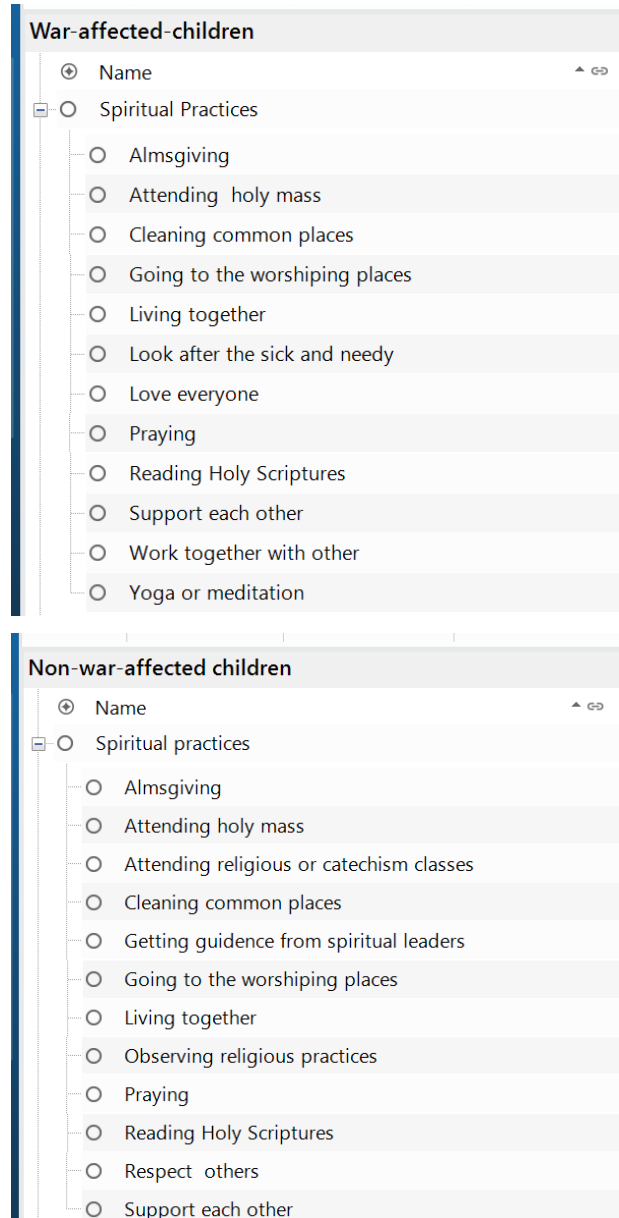 War-affected-children
Name
Spiritual Practices
Almsgiving
Attending holy mass
Cleaning common places
Going to the worshiping places
Living together
Look after the sick and needy
Love everyone
Praying
Reading Holy Scriptures
Support each other
Work together with other
Yoga or meditation
Non-war-affected children
Name
Spiritual practices
Almsgiving
Attending holy mass
Attending religious or catechism classes
Cleaning common places
Getting guidence from spiritual leaders
Going to the worshiping places
Living together
Observing religious practices
Praying
Reading Holy Scriptures
Respect others
Support each other